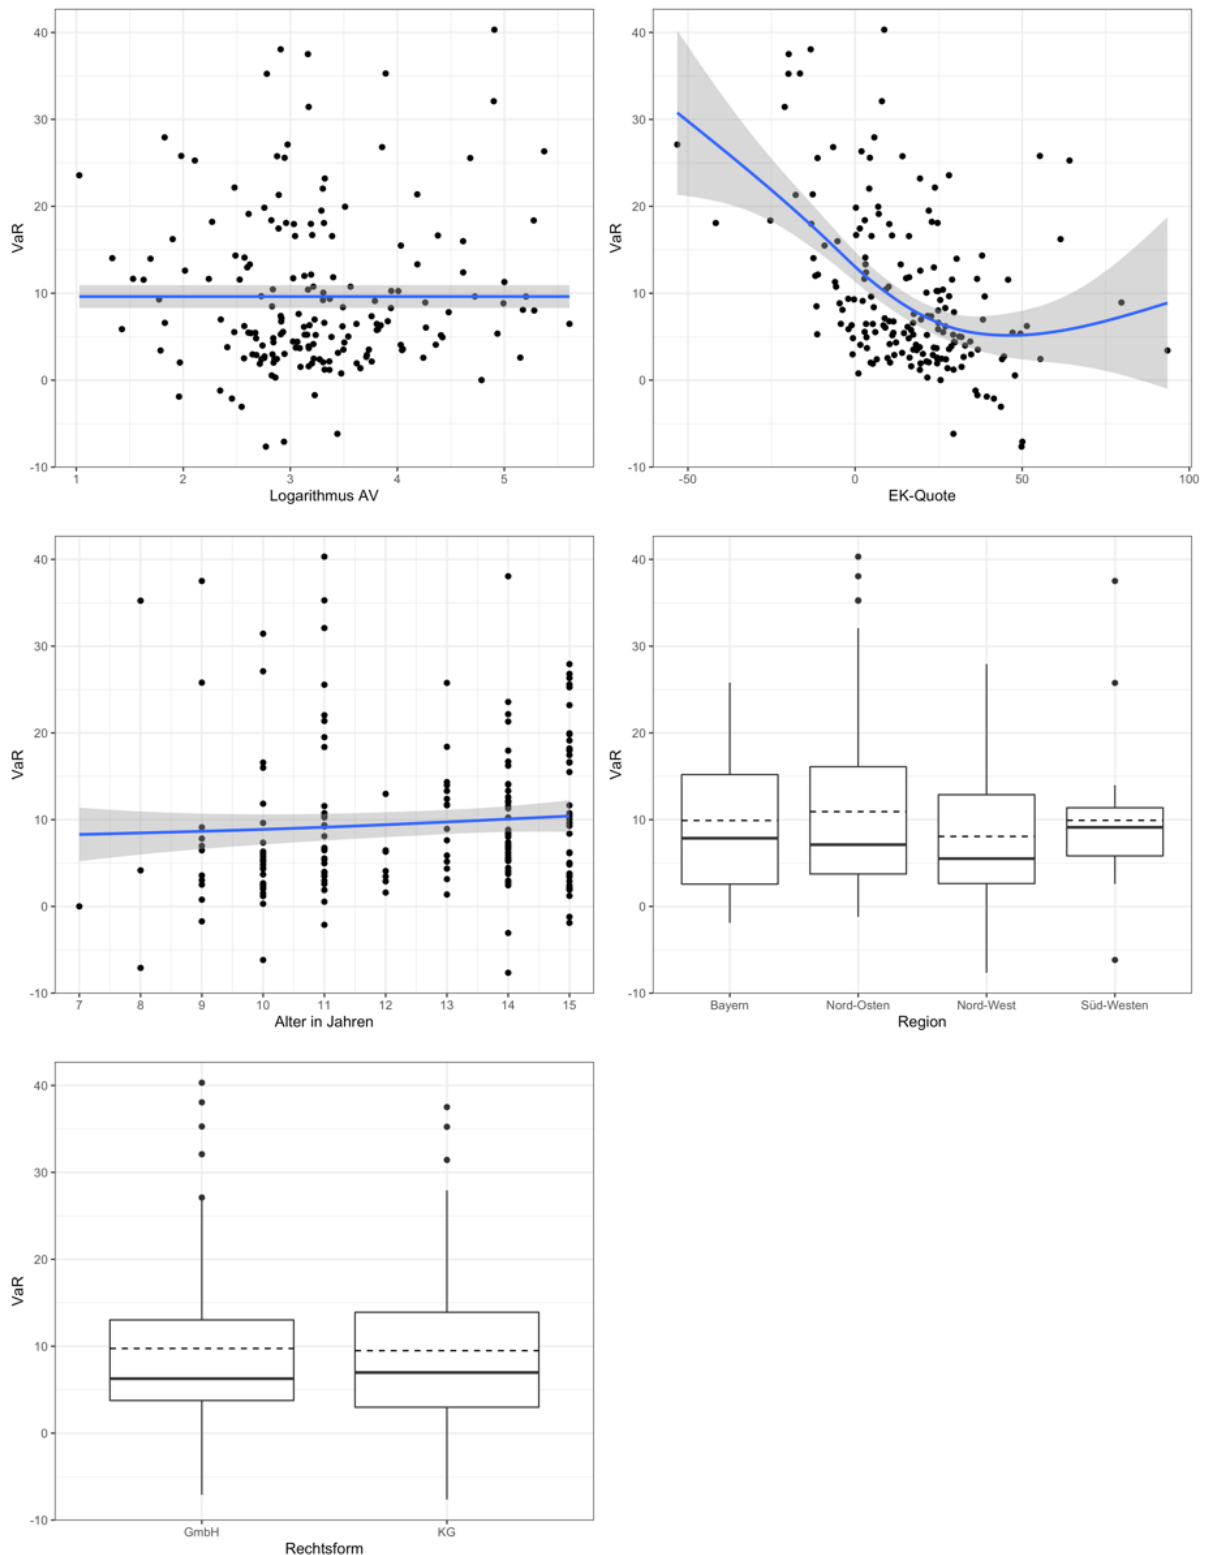 40
30
20
10
0
-10
VaR
1 2 3 4 5
Logarithmus AV
40
30
20
10
0
-10
VaR
-50 0 50 100
EK-Quote
40
30
20
10
0
-10
VaR
7 8 9 10 11 12 13 14 15
Alter in Jahren
40
30
20
10
0
-10
VaR
Bayern Nord-Osten Nord-West Süd-Westen
Region
40
30
20
10
0
-10
VaR
GmbH KG
Rechtsform